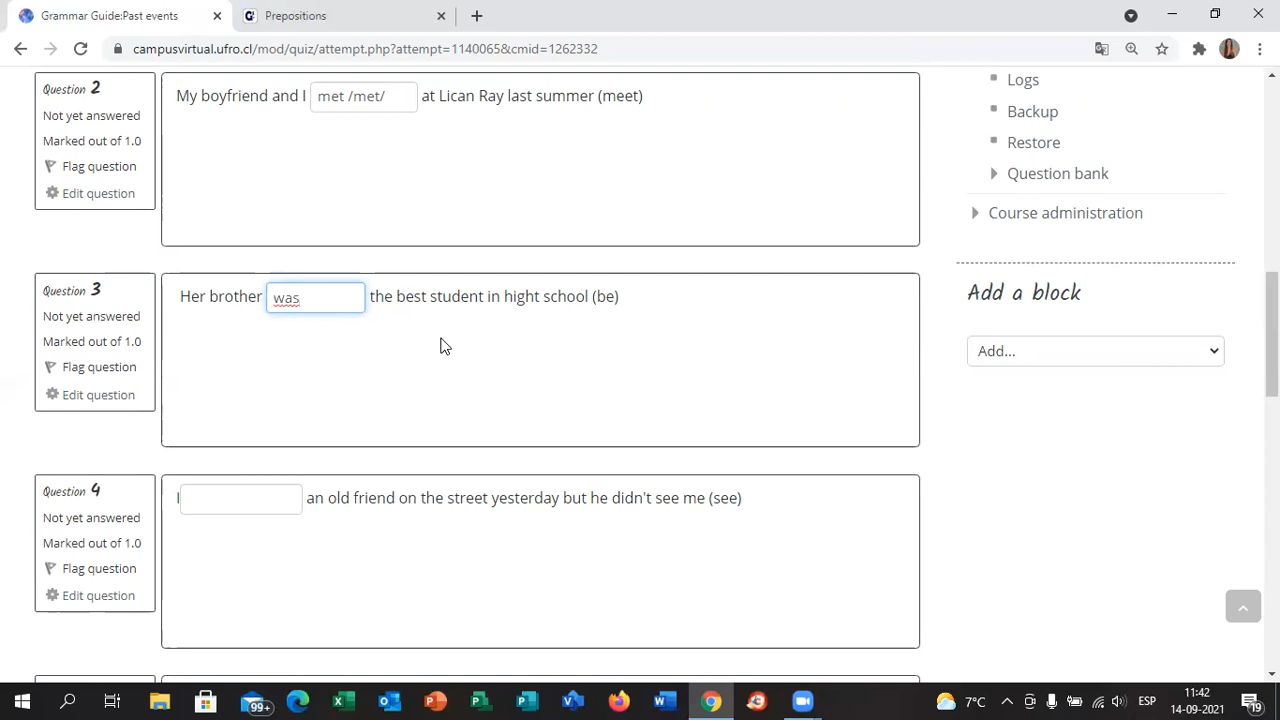 Grammar Guide:Past events
Prepositions
campusvirtual.ufro.cl/mod/quiz/attempt.php?attempt=1140065&cmid=1262332
Question 2
Not yet answered
Marked out of 1.0
Flag question
Edit question
My boyfriend and I met /met/ at Lican Ray last summer (meet)
Question 3
Not yet answered
Marked out of 1.0
Flag question
Edit question
Her brother was the best student in hight school (be)
Question 4
Not yet answered
Marked out of 1.0
Flag question
Edit question
I an old friend on the street yesterday but he didn't see me (see)
Logs
Backup
Restore
Question bank
Course administration
Add a block
Add...
99+
7°C
ESP
11:42
14-09-2021
19